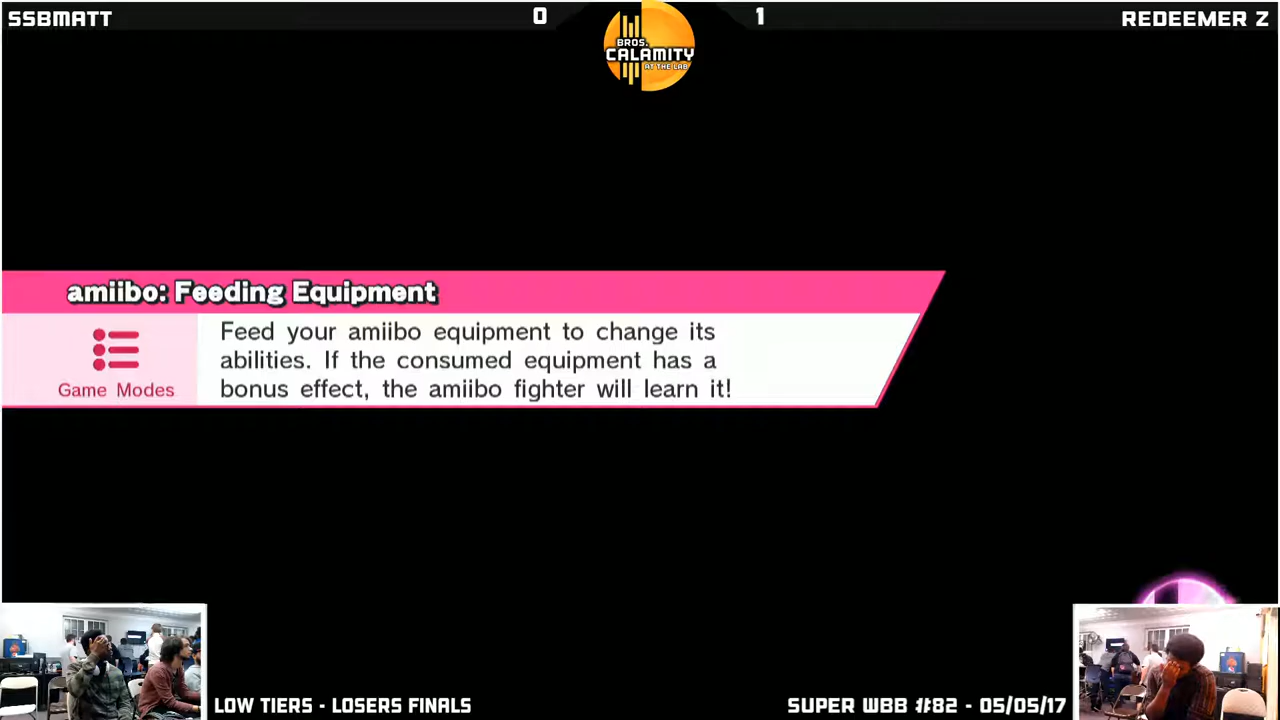 SSBMATT
0
1
REDEEMER Z
BROS.
CALAMITY
AT THE LAB
amiibo: Feeding Equipment
Game Modes
Feed your amiibo equipment to change its
abilities. If the consumed equipment has a
bonus effect, the amiibo fighter will learn it!
LOW TIERS - LOSERS FINALS
SUPER WBB #82 - 05/05/17